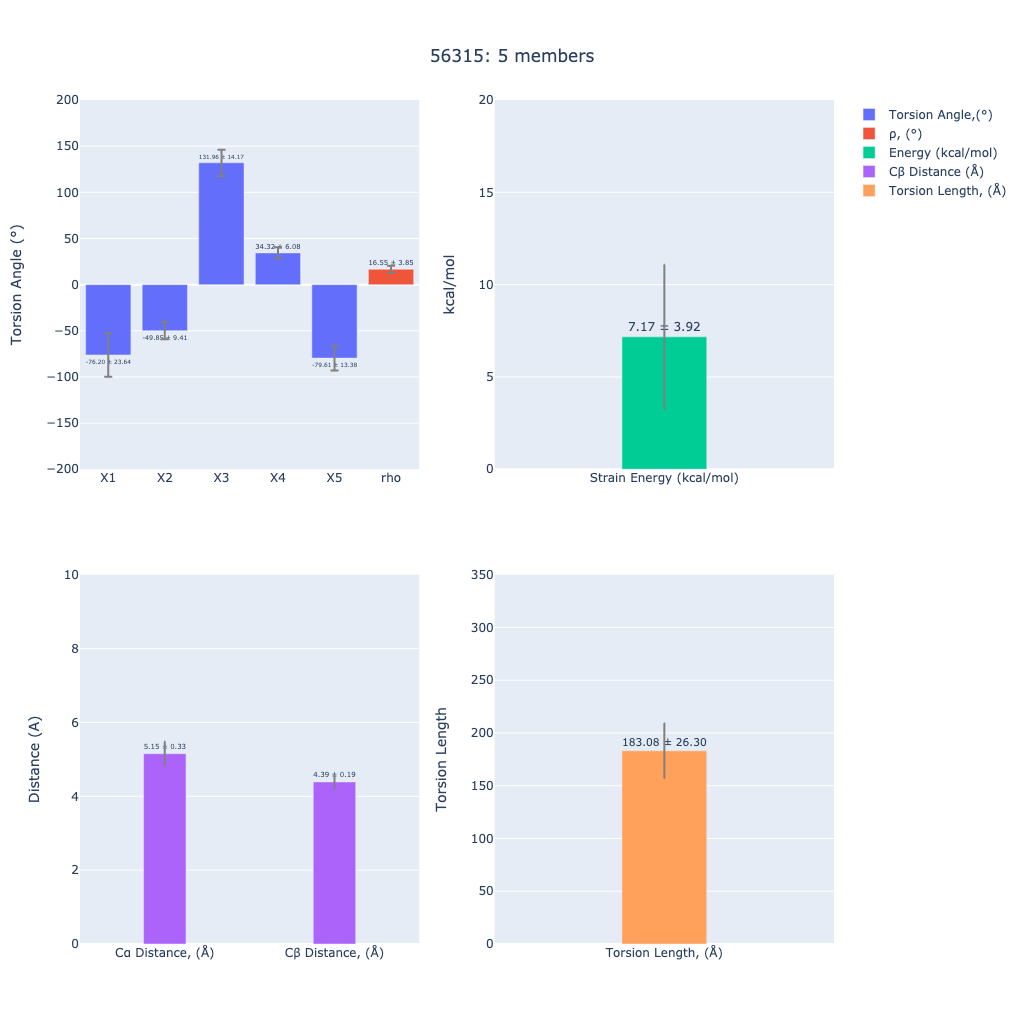 56315: 5 members
200
150
100
50
0
−50
−100
−150
−200
Torsion Angle (°)
131.96 ± 14.17
34.32 ± 6.08
16.55 ± 3.85
-76.20 ± 23.64
-49.85 ± 9.41
-79.61 ± 13.38
X1 X2 X3 X4 X5 rho
20
15
10
5
0
kcal/mol
7.17 ± 3.92
Strain Energy (kcal/mol)
Torsion Angle,(°)
ρ, (°)
Energy (kcal/mol)
Cβ Distance (Å)
Torsion Length, (Å)
10
8
6
4
2
0
Distance (A)
5.15 ± 0.33
4.39 ± 0.19
Cα Distance, (Å) Cβ Distance, (Å)
350
300
250
200
150
100
50
0
Torsion Length
183.08 ± 26.30
Torsion Length, (Å)